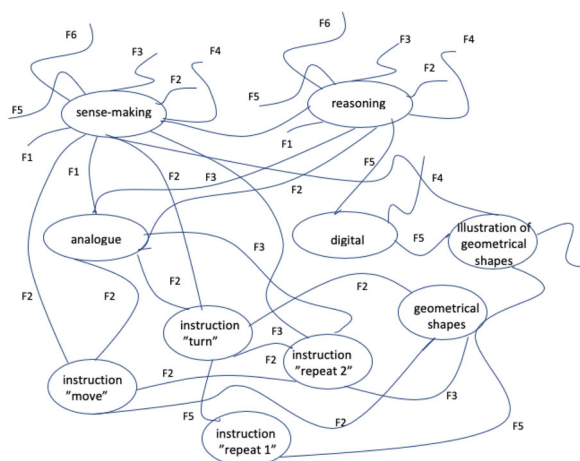 F6
F3
F4
F2
F5
sense-making
F1
F6
F3
F4
F2
F5
reasoning
F1
F1
F2
F3
F2
F5
F4
analogue
digital
F5
Illustration of
geometrical
shapes
F3
F2
F2
F2
F2
instruction
”turn”
geometrical
shapes
F3
F2
instruction
”repeat 2”
instruction
”move”
F2
F3
F5
F2
F5
instruction
”repeat 1”